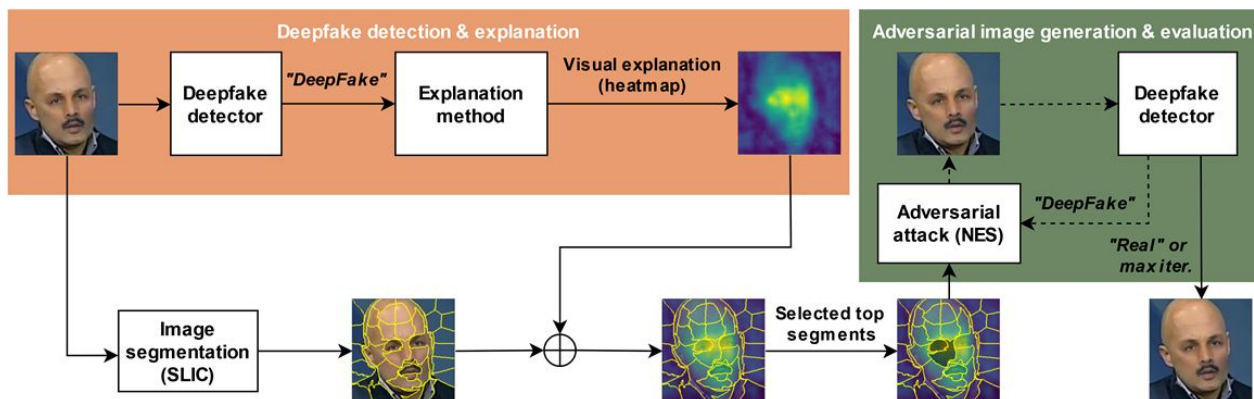 Deepfake detection & explanation
Deepfake
detector
"DeepFake"
Explanation
method
Visual explanation
(heatmap)
Adversarial image generation & evaluation
Deepfake
detector
"DeepFake"
Adversarial
attack (NES)
"Real" or
max iter.
Image
segmentation
(SLIC)
Selected top
segments